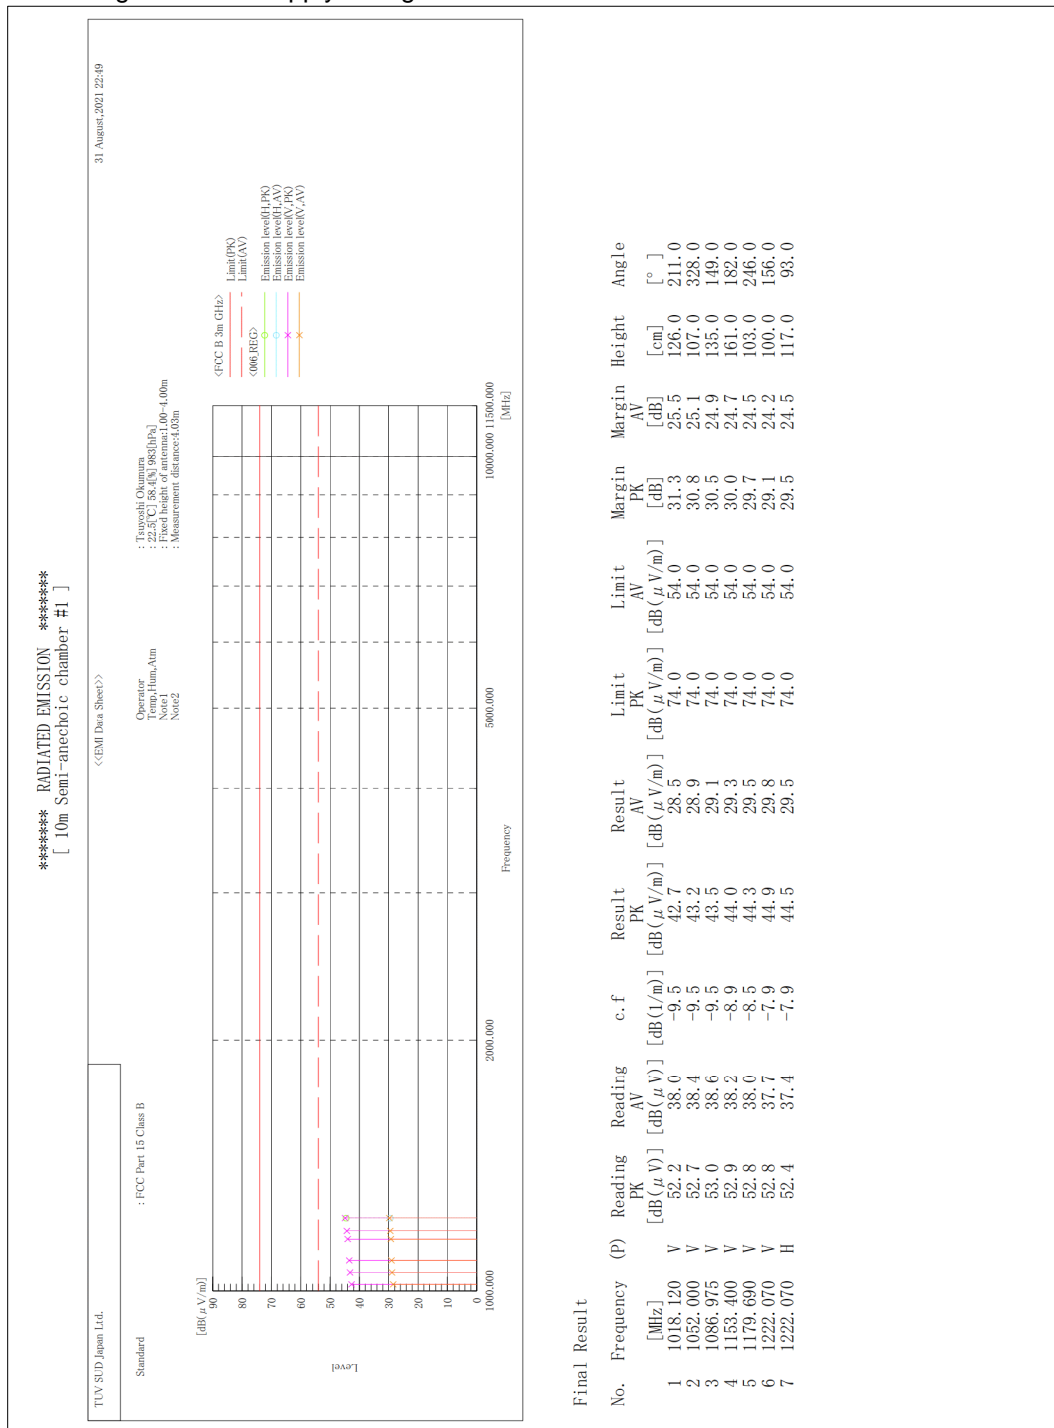 ******  RADIATED EMISSION  ******
[ 10m Semi-anechoic chamber #1 ]
TUV SUD Japan Ltd.
<<EMI Data Sheet>>
31 August,2021 22:49
Standard : FCC Part 15 Class B
Operator : Tsuyoshi Okumura
Temp,Hum,Atm : 22.5[℃] 58.4[%] 983[hPa]
Note1 : Fixed height of antenna:1.00-4.00m
Note2 : Measurement distance:4.03m
<FCC B 3m GHz>
Limit(PK)
Limit(AV)
<006_REG>
Emission level(H,PK)
Emission level(H,AV)
Emission level(V,PK)
Emission level(V,AV)
[dB(μV/m)]
90
80
70
60
50
40
30
20
10
0
Level
1000.000 2000.000 5000.000 10000.000 11500.000
[MHz]
Frequency
Final Result
No. Frequency (P) Reading Reading c.f Result Result Limit Limit Margin Margin Height Angle
PK AV PK AV PK AV PK AV
[MHz] [dB(μV)] [dB(μV)] [dB(1/m)] [dB(μV/m)] [dB(μV/m)] [dB(μV/m)] [dB(μV/m)] [dB] [dB] [cm] [° ]
1 1018.120 V 52.2 38.0 -9.5 42.7 28.5 74.0 54.0 31.3 25.5 126.0 211.0
2 1052.000 V 52.7 38.4 -9.5 43.2 28.9 74.0 54.0 30.8 25.1 107.0 328.0
3 1086.975 V 53.0 38.6 -9.5 43.5 29.1 74.0 54.0 30.5 24.9 135.0 149.0
4 1153.400 V 52.9 38.2 -8.9 44.0 29.3 74.0 54.0 30.0 24.7 161.0 182.0
5 1179.690 V 52.8 38.0 -8.5 44.3 29.5 74.0 54.0 29.7 24.5 103.0 246.0
6 1222.070 V 52.8 37.7 -7.9 44.9 29.8 74.0 54.0 29.1 24.2 100.0 156.0
7 1222.070 H 52.4 37.4 -7.9 44.5 29.5 74.0 54.0 29.5 24.5 117.0 93.0